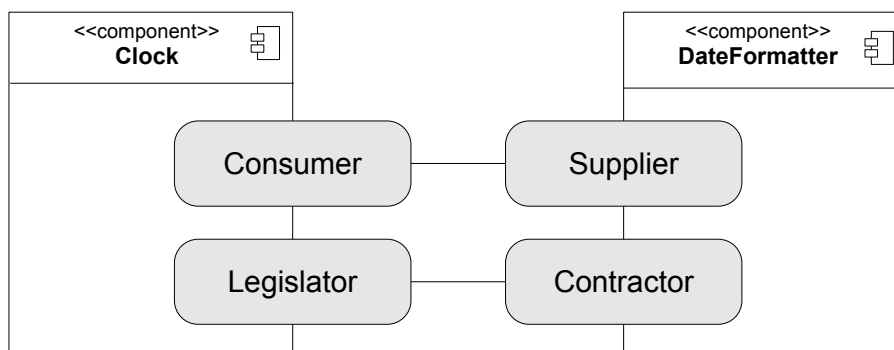 <<component>>
Clock
<<component>>
DateFormatter
Consumer
Supplier
Legislator
Contractor